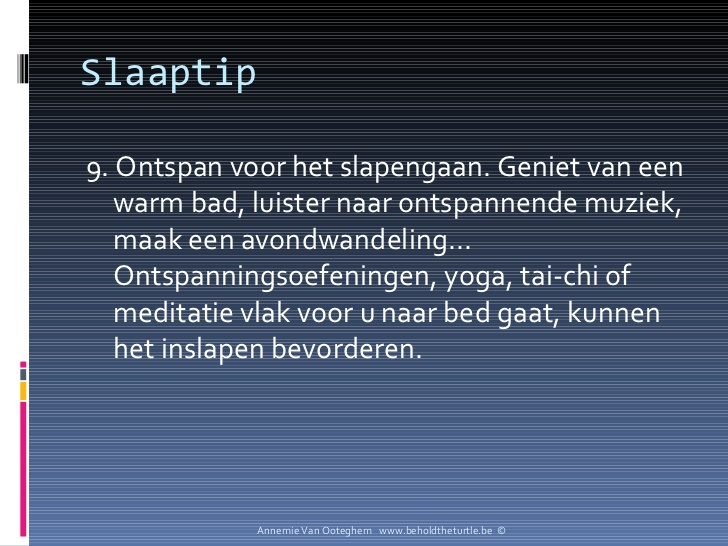 Slaaptip
9. Ontspan voor het slapengaan. Geniet van een
warm bad, luister naar ontspannende muziek,
maak een avondwandeling…
Ontspanningsoefeningen, yoga, tai-chi of
meditatie vlak voor u naar bed gaat, kunnen
het inslapen bevorderen.
Annemie Van Ooteghem www.beholdtheturtle.be ©